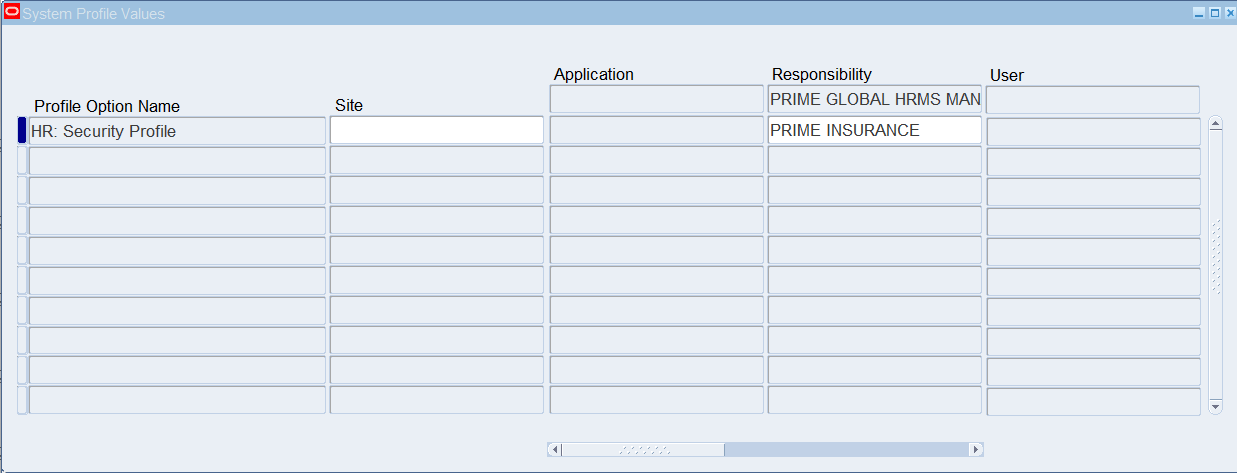 System Profile Values
Application Responsibility User
Profile Option Name Site
PRIME GLOBAL HRMS MAN
HR: Security Profile PRIME INSURANCE